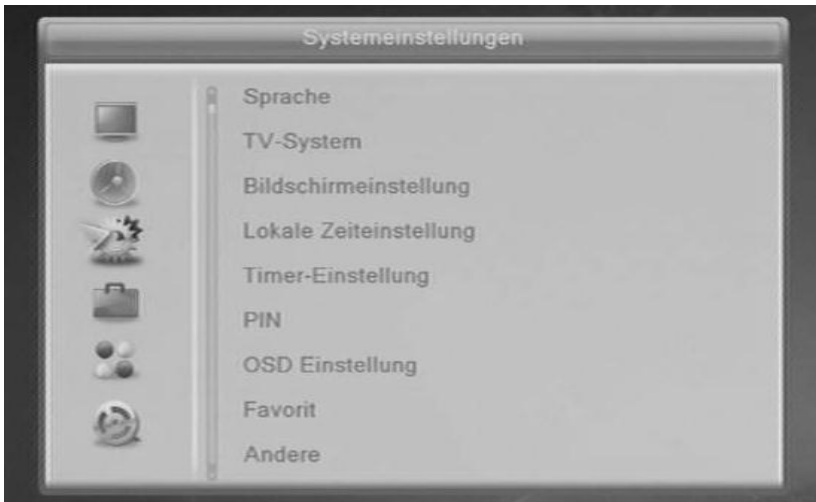 Systemeinstellungen
Sprache
TV-System
Bildschirmeinstellung
Lokale Zeiteinstellung
Timer-Einstellung
PIN
OSD Einstellung
Favorit
Andere